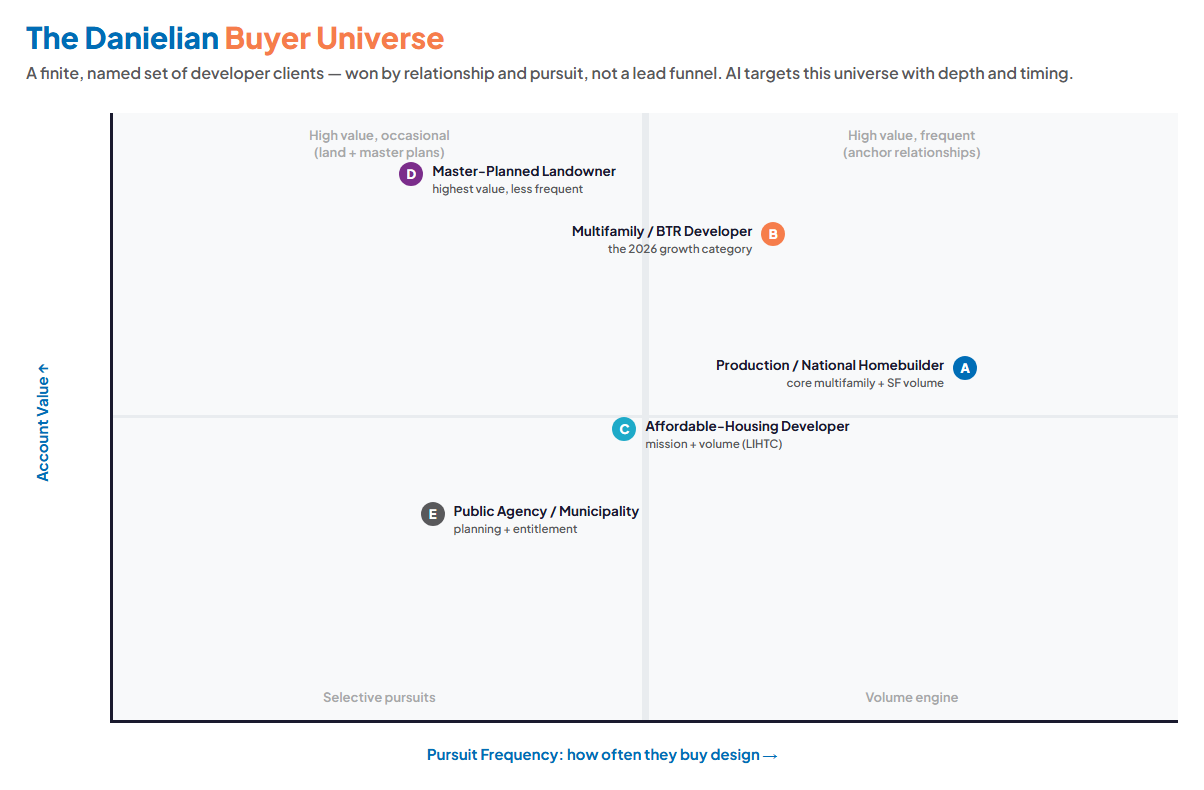 The Danielian Buyer Universe
A finite, named set of developer clients — won by relationship and pursuit, not a lead funnel. AI targets this universe with depth and timing.
High value, occasional
(land + master plans)
High value, frequent
(anchor relationships)
D Master-Planned Landowner
highest value, less frequent
Multifamily / BTR Developer B
the 2026 growth category
Production / National Homebuilder A
core multifamily + SF volume
Account Value ↑
C Affordable-Housing Developer
mission + volume (LIHTC)
E Public Agency / Municipality
planning + entitlement
Selective pursuits
Volume engine
Pursuit Frequency: how often they buy design →